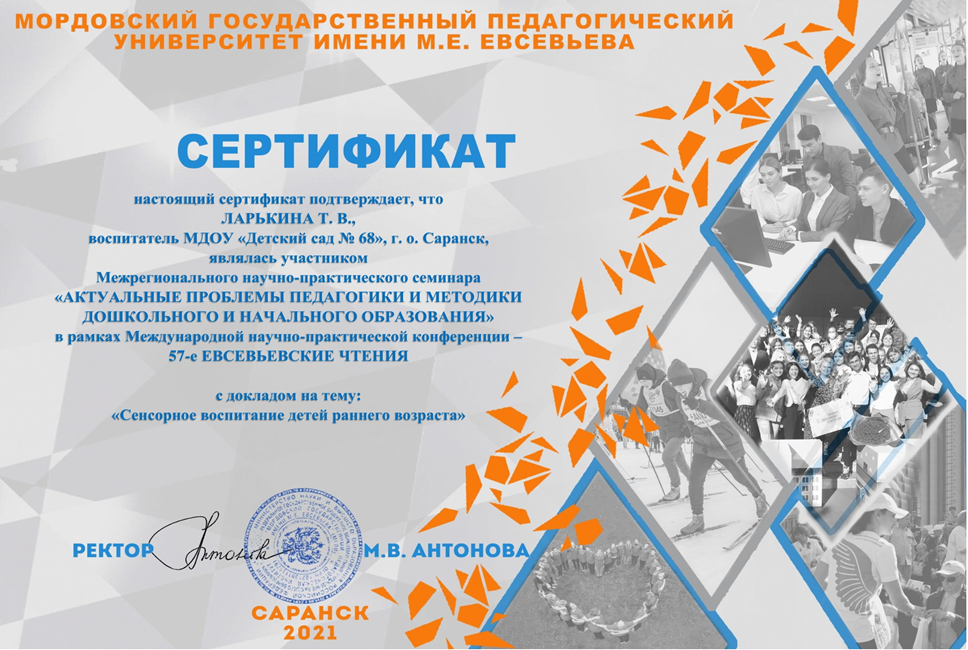 МОРДОВСКИЙ ГОСУДАРСТВЕННЫЙ ПЕДАГОГИЧЕСКИЙ
УНИВЕРСИТЕТ ИМЕНИ М.Е. ЕВСЕВЬЕВА
СЕРТИФИКАТ
настоящий сертификат подтверждает, что
ЛАРЬКИНА Т. В.,
воспитатель МДОУ «Детский сад № 68», г. о. Саранск,
являлась участником
Межрегионального научно-практического семинара
«АКТУАЛЬНЫЕ ПРОБЛЕМЫ ПЕДАГОГИКИ И МЕТОДИКИ
ДОШКОЛЬНОГО И НАЧАЛЬНОГО ОБРАЗОВАНИЯ»
в рамках Международной научно-практической конференции –
57-е ЕВСЕВЬЕВСКИЕ ЧТЕНИЯ
с докладом на тему:
«Сенсорное воспитание детей раннего возраста»
РЕКТОР Антонова М.В. АНТОНОВА
САРАНСК
2021